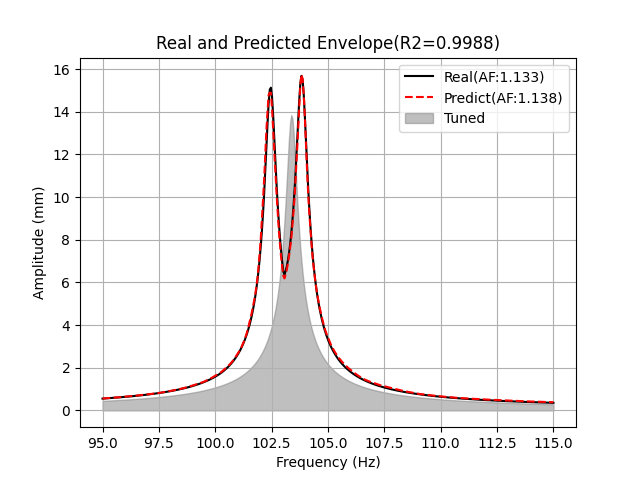 Real and Predicted Envelope(R2=0.9988)
Real(AF:1.133)
Predict(AF:1.138)
Tuned
Amplitude (mm)
16
14
12
10
8
6
4
2
0
95.0 97.5 100.0 102.5 105.0 107.5 110.0 112.5 115.0
Frequency (Hz)